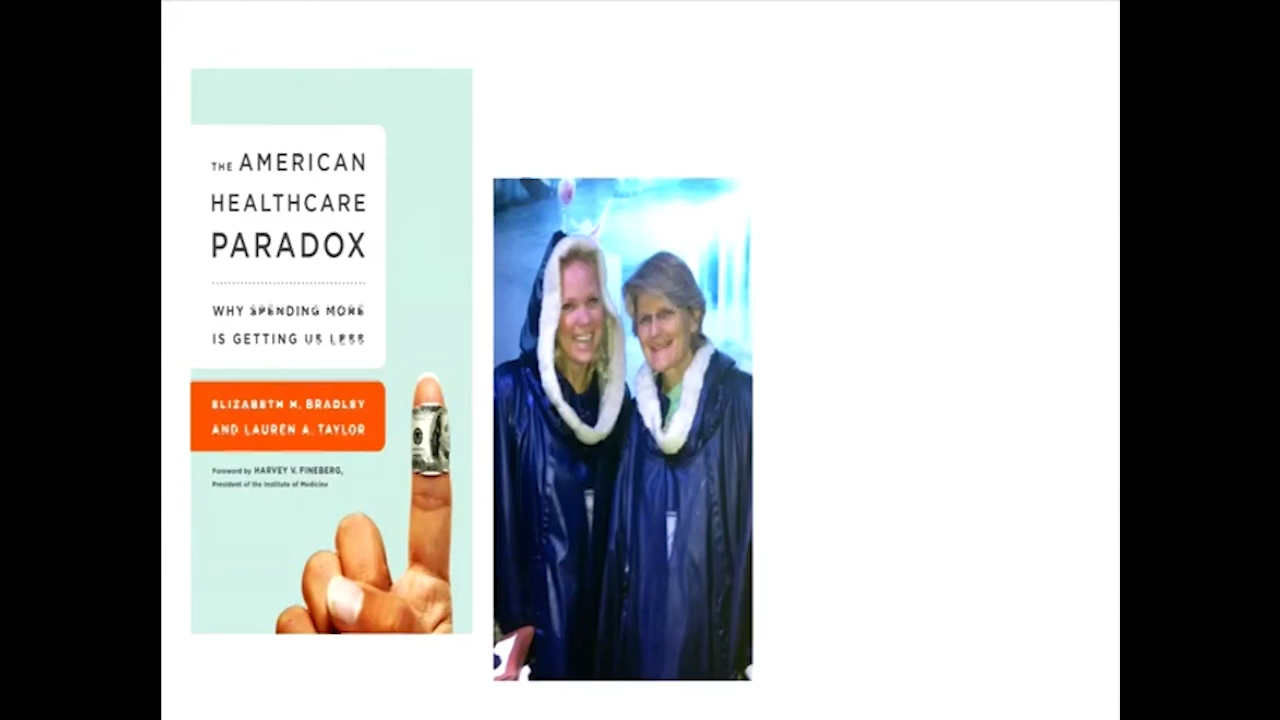 THE AMERICAN
HEALTHCARE
PARADOX
WHY SPENDING MORE
IS GETTING US LESS
ELIZABETH H. BRADLEY
AND LAUREN A. TAYLOR
Foreword by HARVEY V. FINEBERG,
President of the Institute of Medicine